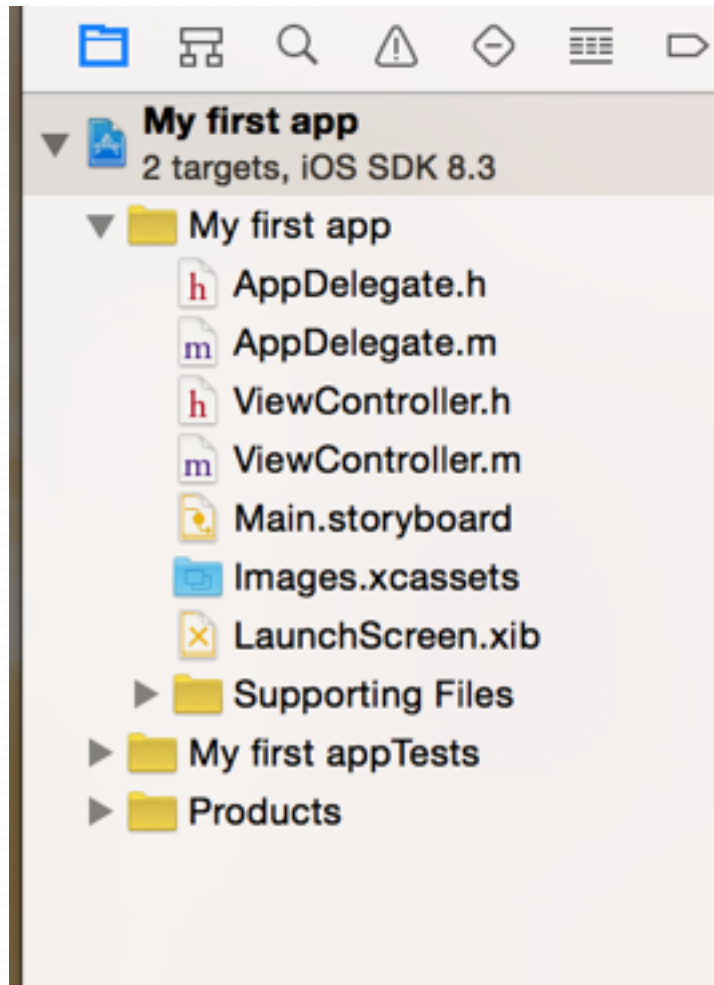 My first app
2 targets, iOS SDK 8.3
My first app
h AppDelegate.h
m AppDelegate.m
h ViewController.h
m ViewController.m
Main.storyboard
Images.xcassets
LaunchScreen.xib
Supporting Files
My first appTests
Products